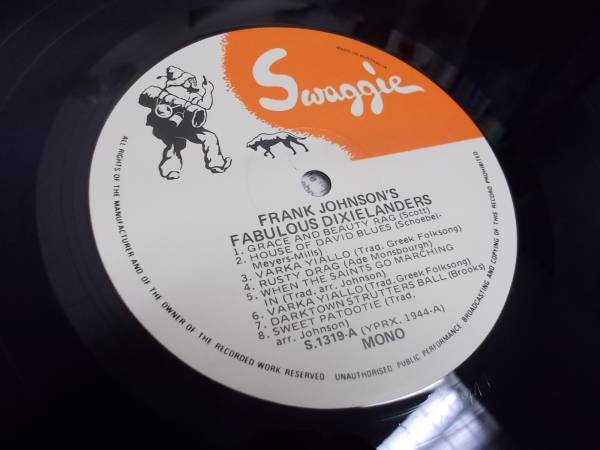 MADE IN AUSTRALIA
Swaggie
FRANK JOHNSON'S
FABULOUS DIXIELANDERS
1. GRACE AND BEAUTY RAG (Scott)
2. HOUSE OF DAVID BLUES (Schoebel-
Meyers-Mills)
3. VARKA YIALLO (Trad. Greek Folksong)
4. RUSTY DRAG (Ade Monsbourgh)
5. WHEN THE SAINTS GO MARCHING
IN (Trad. arr. Johnson)
6. VARKA YIALLO (Trad. Greek Folksong)
7. DARKTOWN STRUTTERS BALL (Brooks)
8. SWEET PATOOTIE (Trad.
arr. Johnson)
S.1319-A (YPRX. 1944-A)
MONO
ALL RIGHTS OF THE MANUFACTURER AND OF THE OWNER OF THE RECORDED WORK RESERVED. UNAUTHORISED PUBLIC PERFORMANCE BROADCASTING AND COPYING OF THIS RECORD PROHIBITED